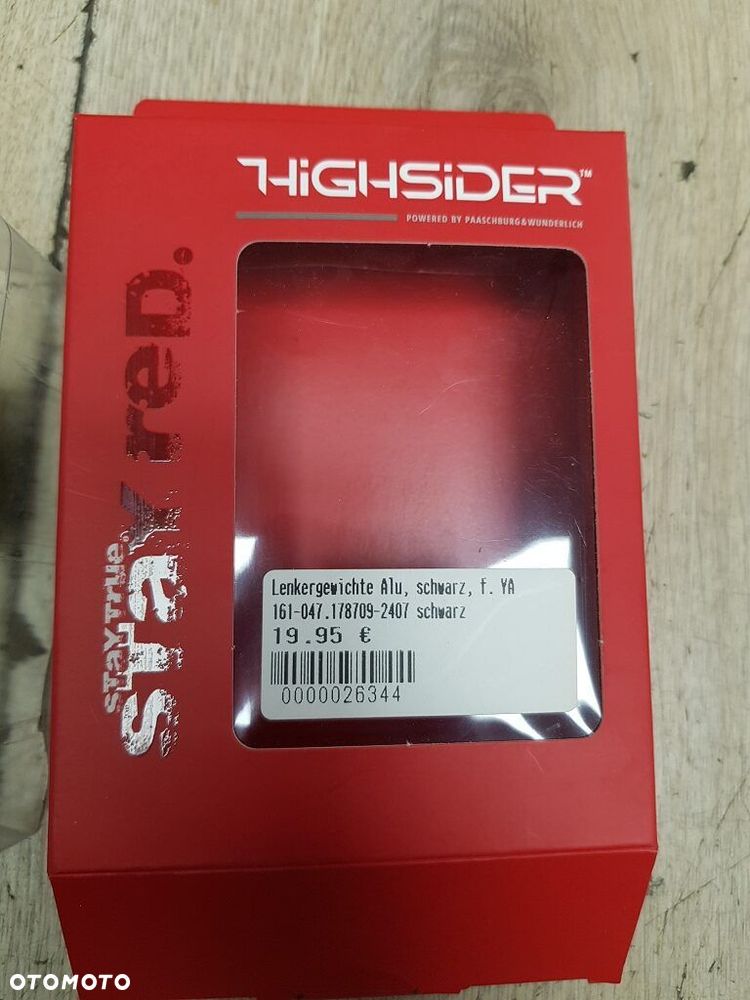 HiGHSiDER™
POWERED BY PAASCHBURG&WUNDERLICH
STAY TrUe.
STaY reD.
Lenkergewichte Alu, schwarz, f. YA
161-047.178709-2407 schwarz
19.95 €
0000026344
OTOMOTO